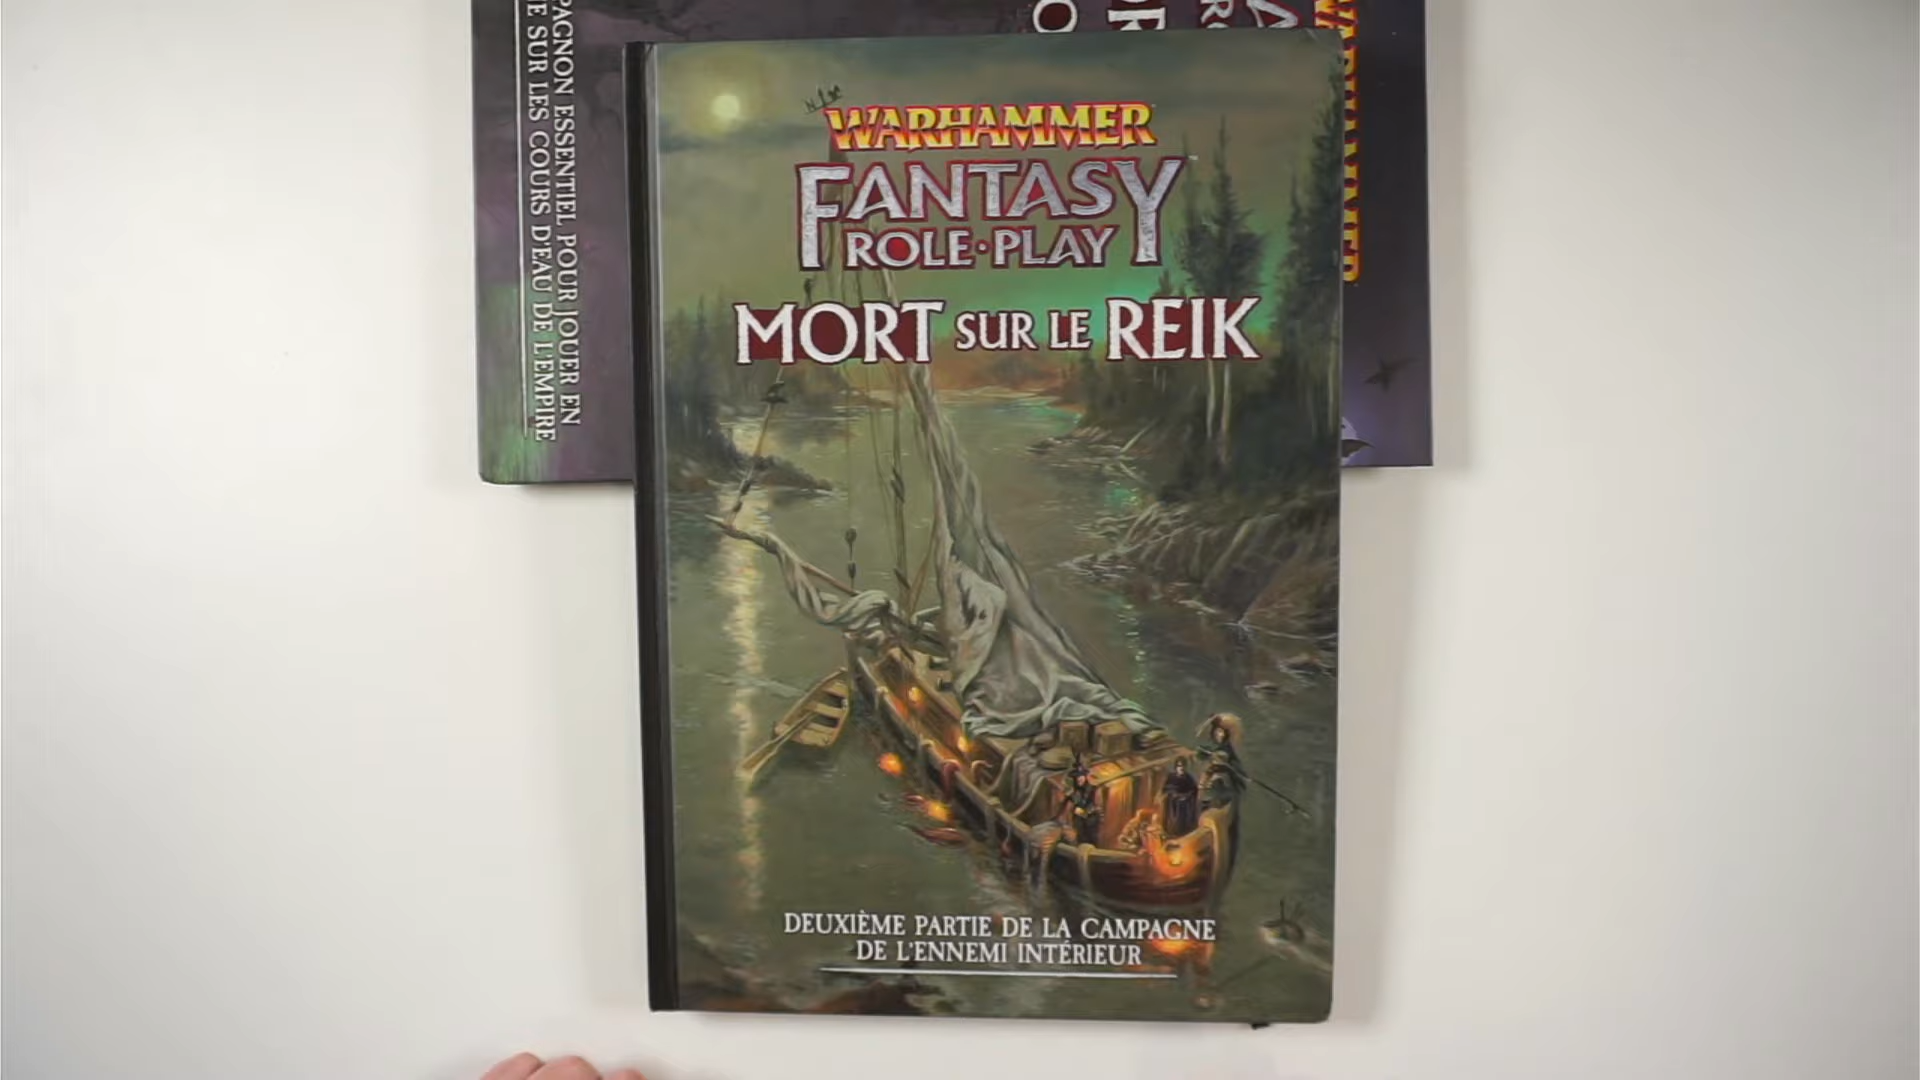 WARHAMMER
FANTASY
ROLE·PLAY
MORT SUR LE REIK
DEUXIÈME PARTIE DE LA CAMPAGNE
DE L'ENNEMI INTÉRIEUR
ESSENTIEL POUR JOUER EN
SUR LES COURS D'EAU DE L'EMPIRE
WARHAMMER